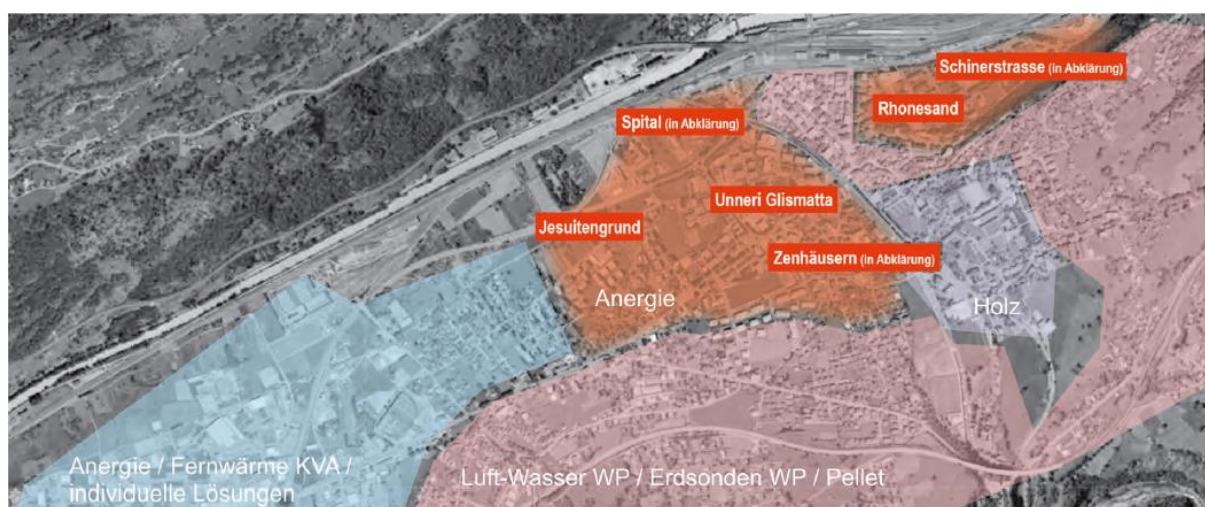 Schinerstrasse (in Abklärung)
Rhonesand
Spital (in Abklärung)
Unneri Glismatta
Jesuitengrund
Zenhäusern (in Abklärung)
Anergie
Holz
Anergie / Fernwärme KVA /
individuelle Lösungen
Luft-Wasser WP / Erdsonden WP / Pellet